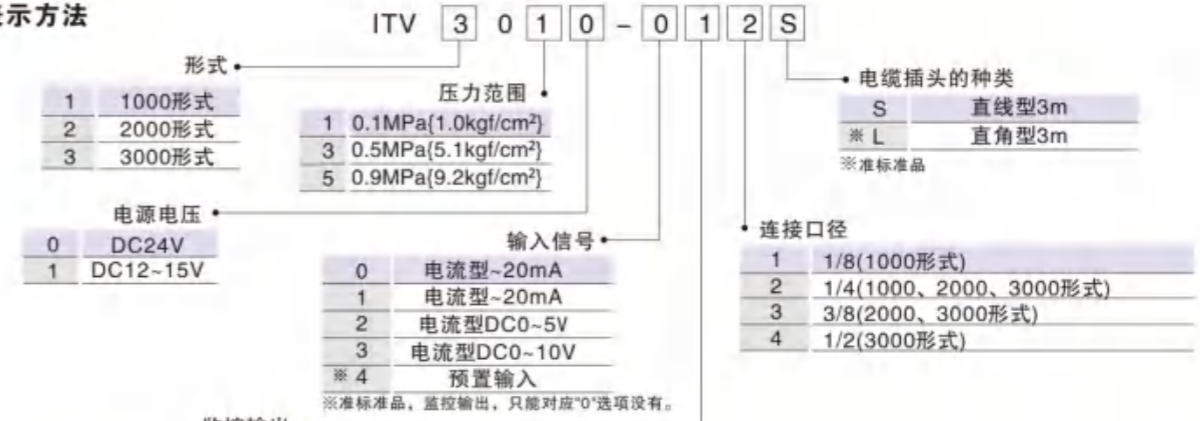 示方法
ITV 3 0 1 0 - 0 1 2 S
形式
1 1000形式
2 2000形式
3 3000形式
压力范围
1 0.1MPa{1.0kgf/cm²}
3 0.5MPa{5.1kgf/cm²}
5 0.9MPa{9.2kgf/cm²}
电缆插头的种类
S 直线型3m
※ L 直角型3m
※准标准品
电源电压
0 DC24V
1 DC12~15V
输入信号
0 电流型~20mA
1 电流型~20mA
2 电流型DC0~5V
3 电流型DC0~10V
※ 4 预置输入
※准标准品，监控输出，只能对应"0"选项没有。
连接口径
1 1/8(1000形式)
2 1/4(1000、2000、3000形式)
3 3/8(2000、3000形式)
4 1/2(3000形式)